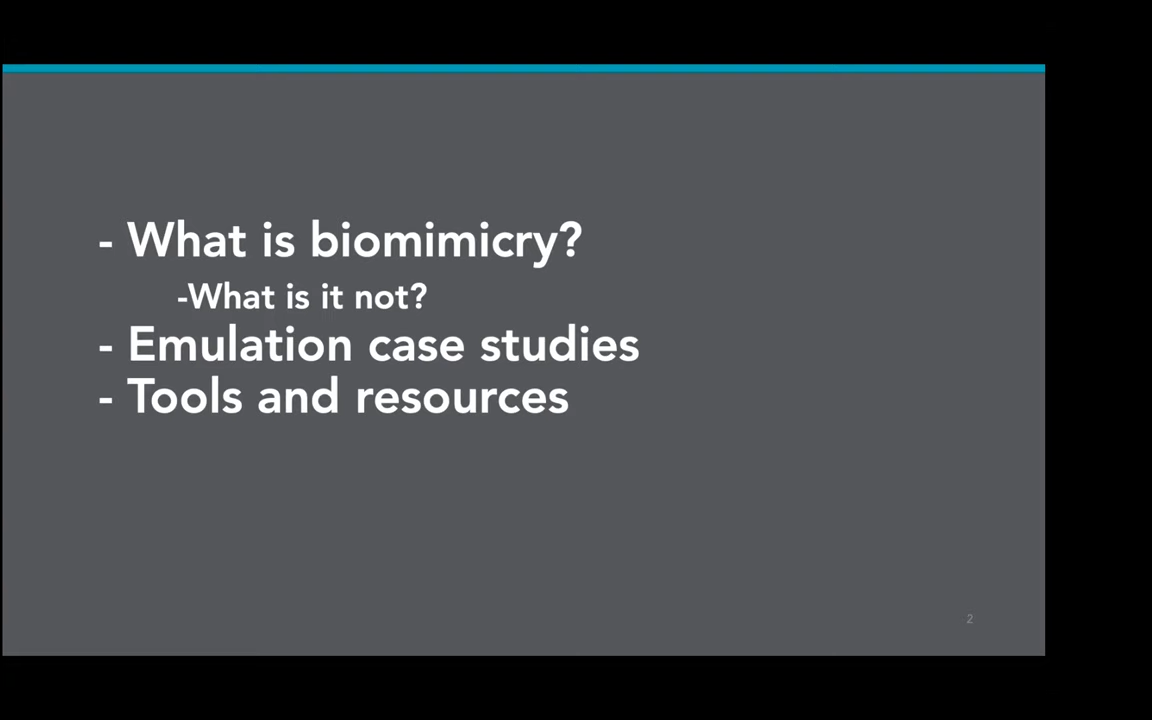 - What is biomimicry?
-What is it not?
- Emulation case studies
- Tools and resources
2